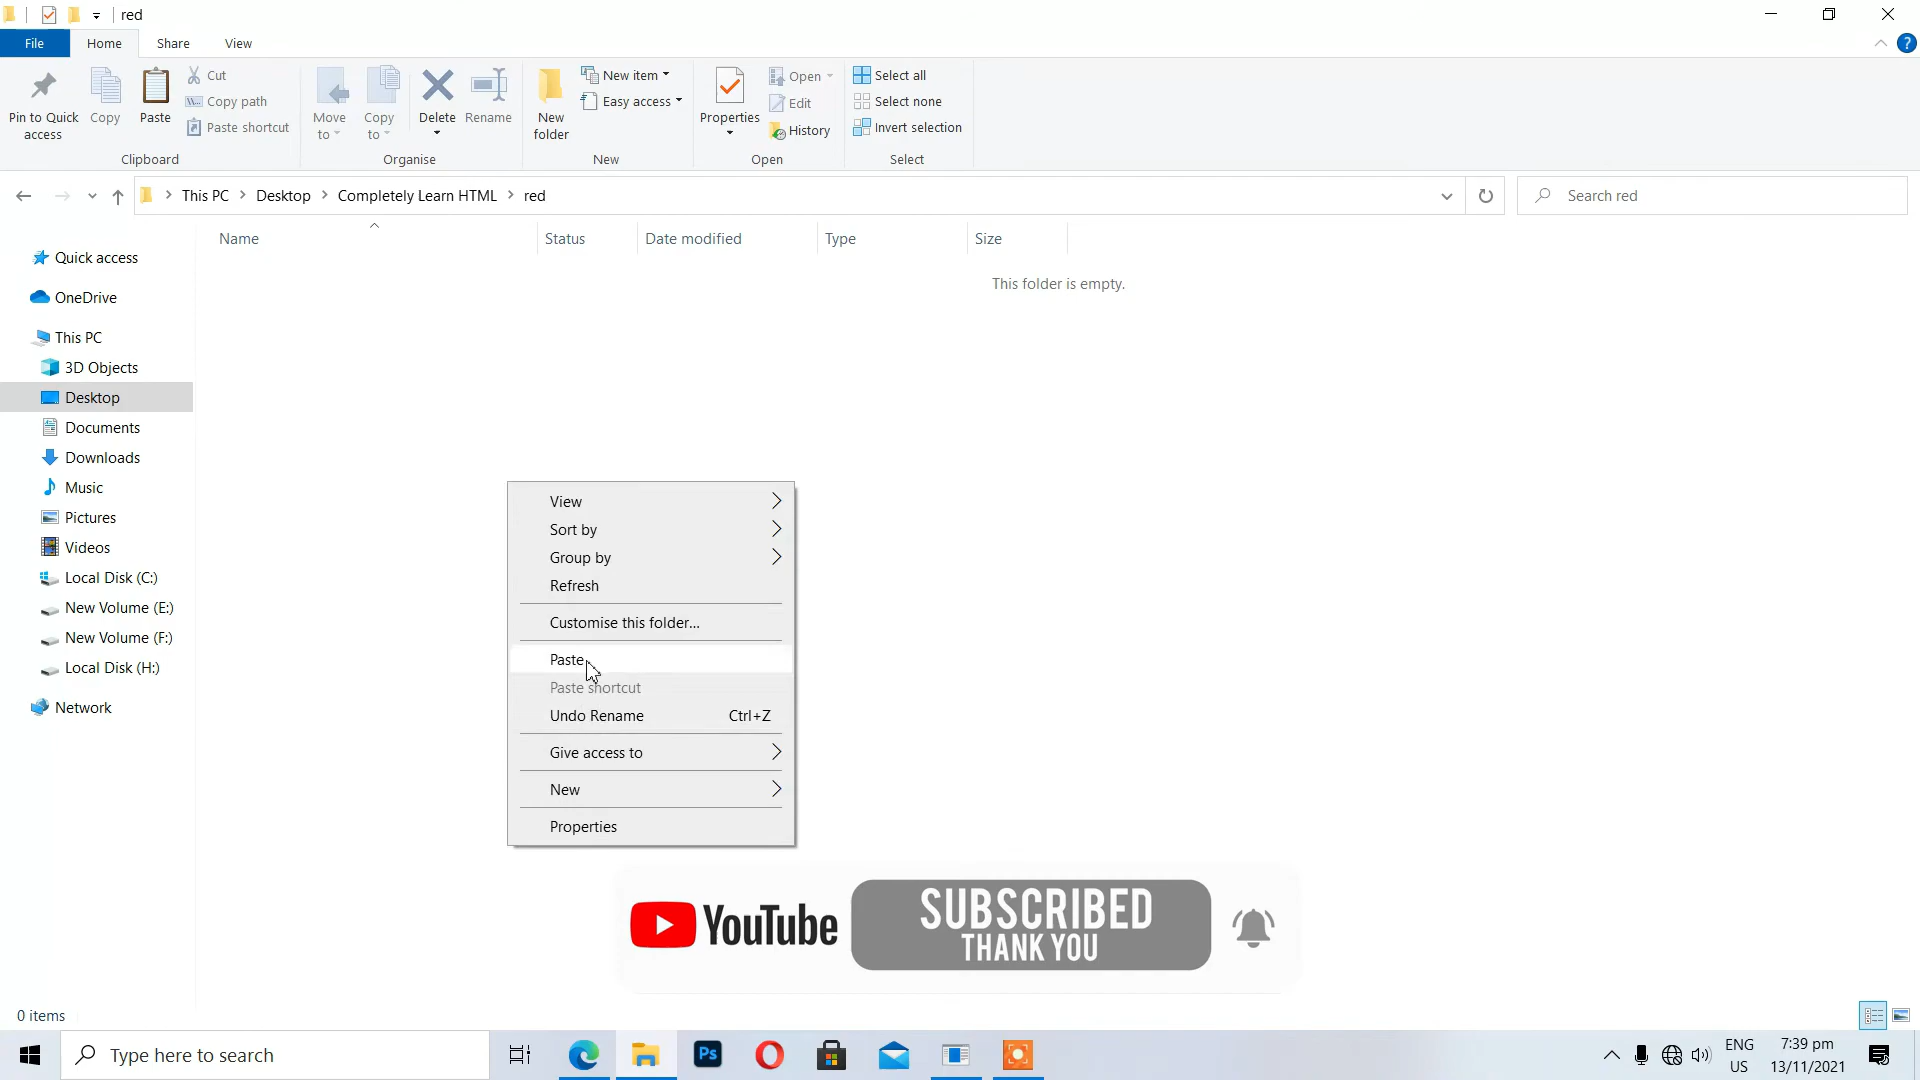 red
File Home Share View
Pin to Quick access
Copy
Paste
Cut
Copy path
Paste shortcut
Clipboard
Move to
Copy to
Delete
Rename
Organise
New folder
New item
Easy access
New
Properties
Open
Edit
History
Open
Select all
Select none
Invert selection
Select
This PC Desktop Completely Learn HTML red
Search red
Name Status Date modified Type Size
This folder is empty.
Quick access
OneDrive
This PC
3D Objects
Desktop
Documents
Downloads
Music
Pictures
Videos
Local Disk (C:)
New Volume (E:)
New Volume (F:)
Local Disk (H:)
Network
View
Sort by
Group by
Refresh
Customise this folder...
Paste
Paste shortcut
Undo Rename Ctrl+Z
Give access to
New
Properties
YouTube
SUBSCRIBED
THANK YOU
0 items
Type here to search
Ps
ENG
US
7:39 pm
13/11/2021